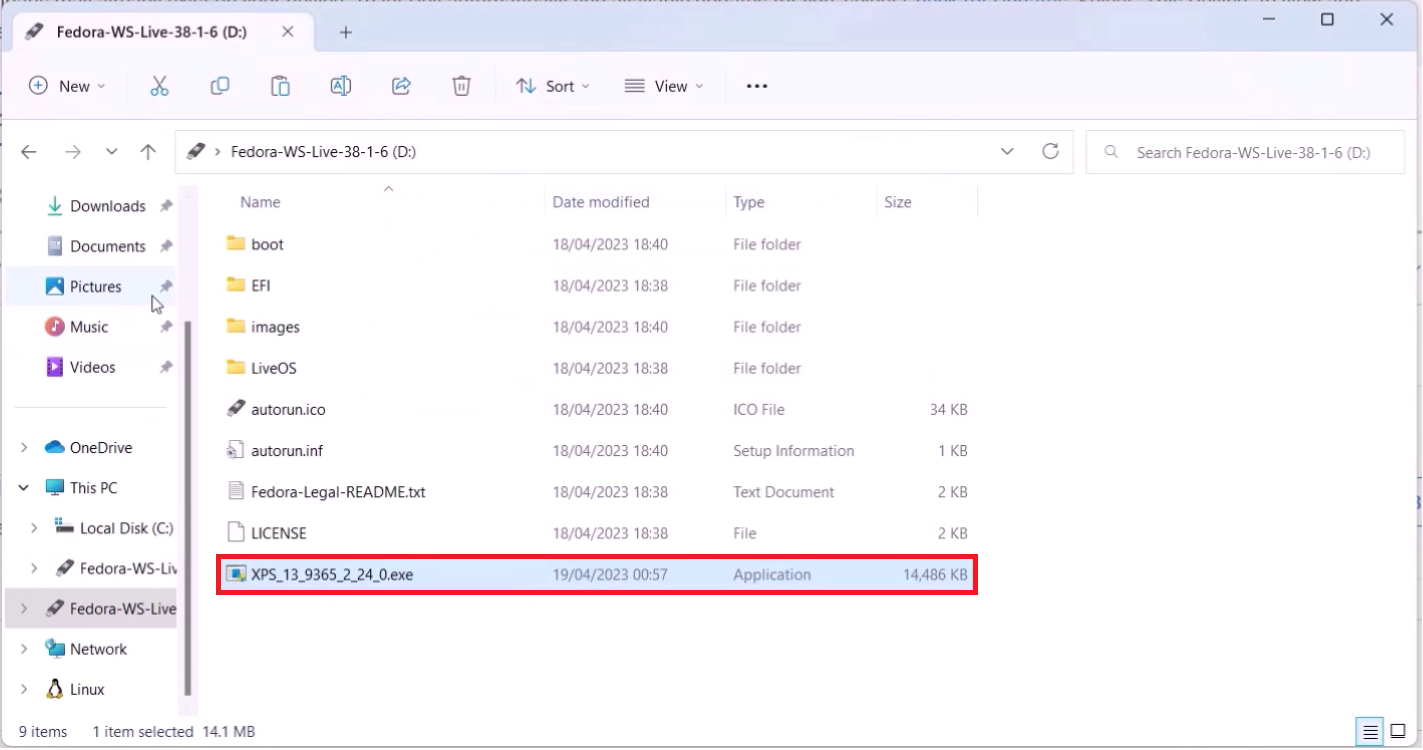 Fedora-WS-Live-38-1-6 (D:)
New
Sort
View
Fedora-WS-Live-38-1-6 (D:)
Search Fedora-WS-Live-38-1-6 (D:)
Downloads
Documents
Pictures
Music
Videos
OneDrive
This PC
Local Disk (C:)
Fedora-WS-Liv
Fedora-WS-Live
Network
Linux
Name Date modified Type Size
boot 18/04/2023 18:40 File folder
EFI 18/04/2023 18:38 File folder
images 18/04/2023 18:40 File folder
LiveOS 18/04/2023 18:38 File folder
autorun.ico 18/04/2023 18:40 ICO File 34 KB
autorun.inf 18/04/2023 18:40 Setup Information 1 KB
Fedora-Legal-README.txt 18/04/2023 18:38 Text Document 2 KB
LICENSE 18/04/2023 18:38 File 2 KB
XPS_13_9365_2_24_0.exe 19/04/2023 00:57 Application 14,486 KB
9 items 1 item selected 14.1 MB